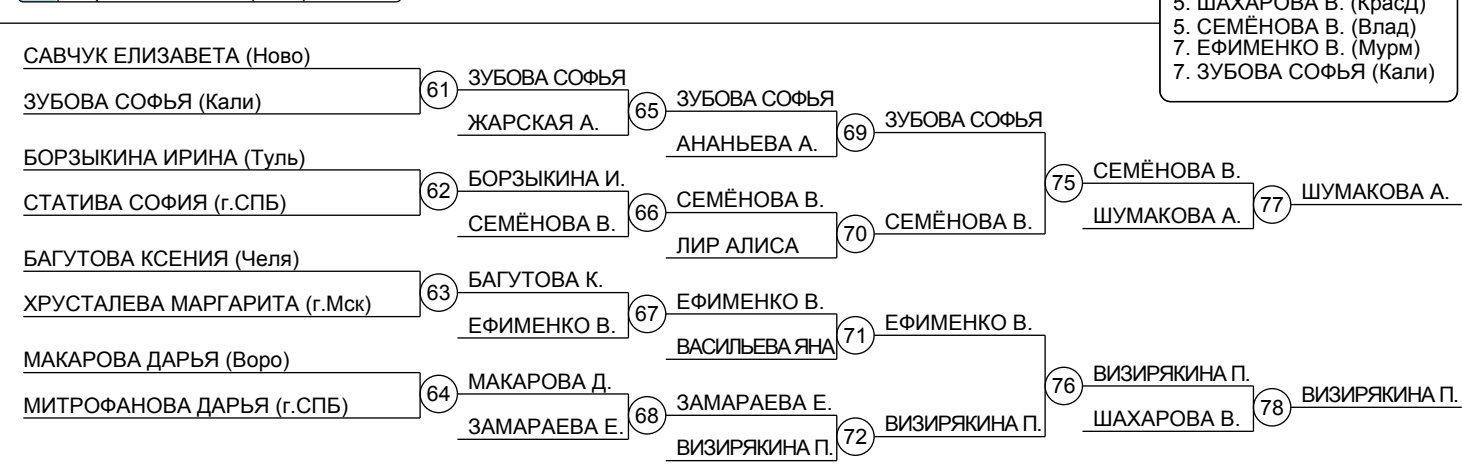 5. ШАХАРОВА В. (КрасД)
5. СЕМЁНОВА В. (Влад)
7. ЕФИМЕНКО В. (Мурм)
7. ЗУБОВА СОФЬЯ (Кали)
САВЧУК ЕЛИЗАВЕТА (Ново)
ЗУБОВА СОФЬЯ (Кали)
61
ЗУБОВА СОФЬЯ
ЖАРСКАЯ А.
65
ЗУБОВА СОФЬЯ
АНАНЬЕВА А.
69
ЗУБОВА СОФЬЯ
БОРЗЫКИНА ИРИНА (Туль)
СТАТИВА СОФИЯ (г.СПБ)
62
БОРЗЫКИНА И.
СЕМЁНОВА В.
66
СЕМЁНОВА В.
ЛИР АЛИСА
70
СЕМЁНОВА В.
75
СЕМЁНОВА В.
ШУМАКОВА А.
77
ШУМАКОВА А.
БАГУТОВА КСЕНИЯ (Челя)
ХРУСТАЛЕВА МАРГАРИТА (г.Мск)
63
БАГУТОВА К.
ЕФИМЕНКО В.
67
ЕФИМЕНКО В.
ВАСИЛЬЕВА ЯНА
71
ЕФИМЕНКО В.
МАКАРОВА ДАРЬЯ (Воро)
МИТРОФАНОВА ДАРЬЯ (г.СПБ)
64
МАКАРОВА Д.
ЗАМАРАЕВА Е.
68
ЗАМАРАЕВА Е.
ВИЗИРЯКИНА П.
72
ВИЗИРЯКИНА П.
76
ВИЗИРЯКИНА П.
ШАХАРОВА В.
78
ВИЗИРЯКИНА П.